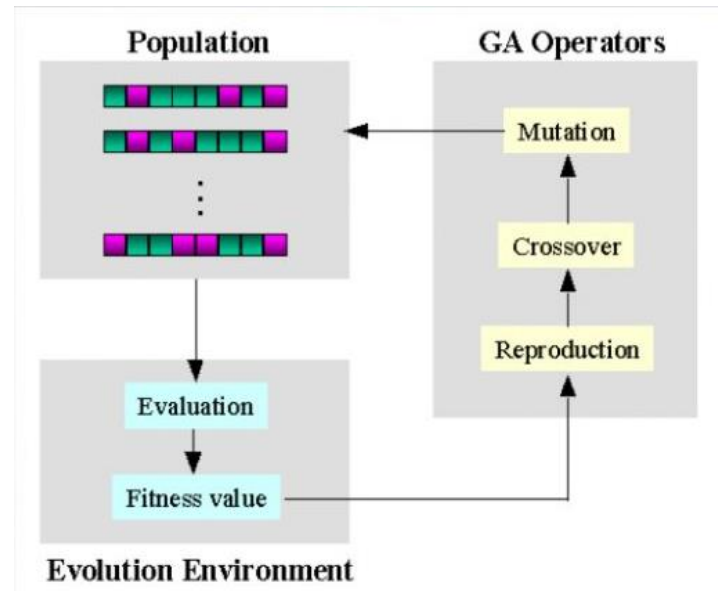 Population
GA Operators
Mutation
Crossover
Reproduction
Evaluation
Fitness value
Evolution Environment